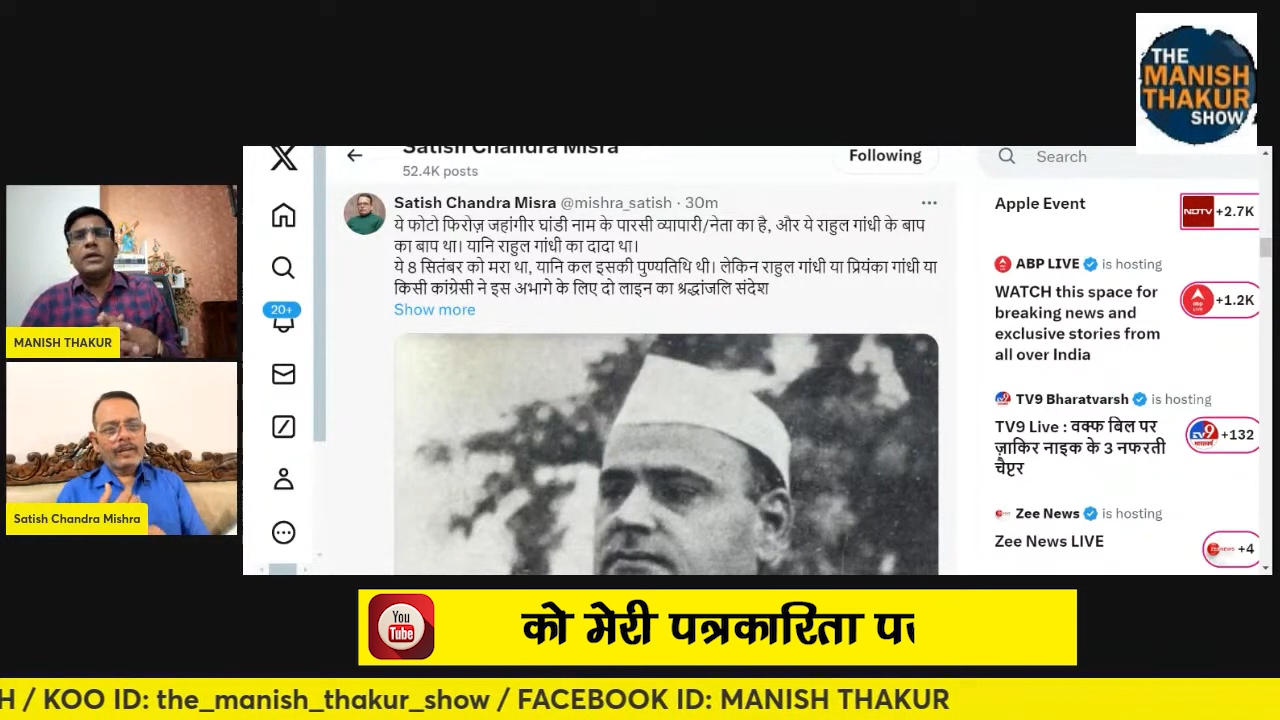 THE
MANISH
THAKUR
SHOW
Satish Chandra Misra
52.4K posts
Following
Search
Satish Chandra Misra @mishra_satish · 30m
ये फोटो फिरोज़ जहांगीर घांडी नाम के पारसी व्यापारी/नेता का है, और ये राहुल गांधी के बाप
का बाप था। यानि राहुल गांधी का दादा था।
ये 8 सितंबर को मरा था, यानि कल इसकी पुण्यतिथि थी। लेकिन राहुल गांधी या प्रियंका गांधी या
किसी कांग्रेसी ने इस अभागे के लिए दो लाइन का श्रद्धांजलि संदेश
Show more
20+
Apple Event
NDTV +2.7K
ABP LIVE is hosting
WATCH this space for
breaking news and
exclusive stories from
all over India
+1.2K
TV9 Bharatvarsh is hosting
TV9 Live : वक्फ बिल पर
ज़ाकिर नाइक के 3 नफरती
चैप्टर
TV9 +132
Zee News is hosting
Zee News LIVE
+4
MANISH THAKUR
Satish Chandra Mishra
You
Tube
को मेरी पत्रकारिता
H / KOO ID: the_manish_thakur_show / FACEBOOK ID: MANISH THAKUR